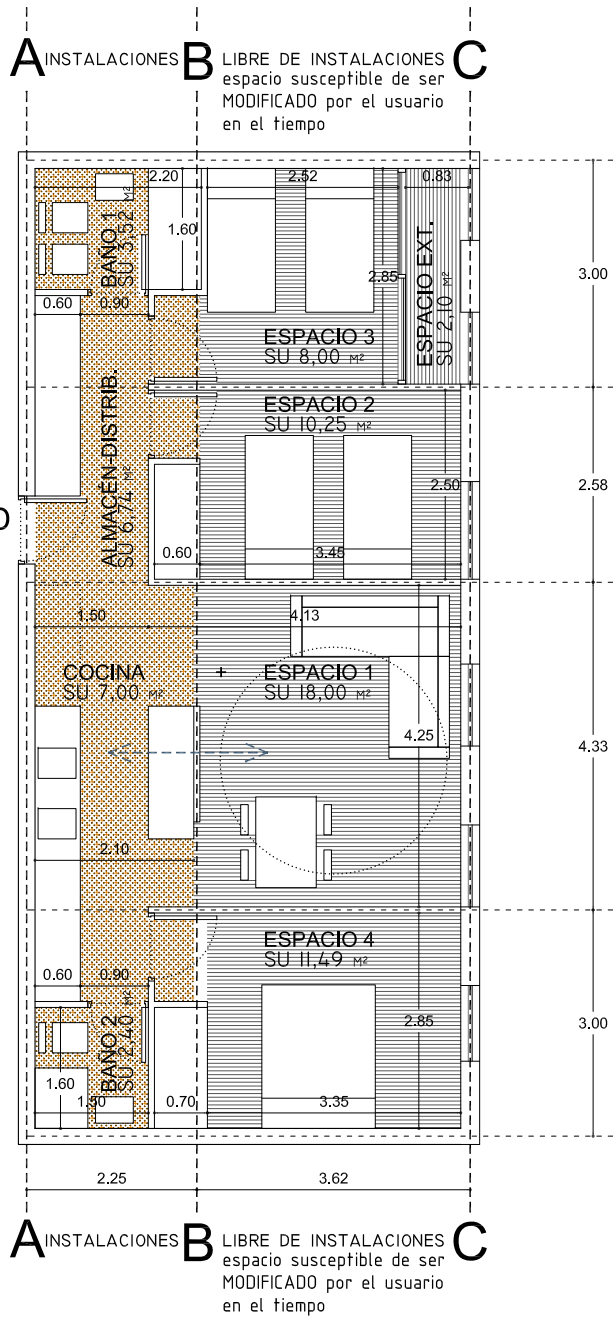 A INSTALACIONES B LIBRE DE INSTALACIONES C
espacio susceptible de ser
MODIFICADO por el usuario
en el tiempo
2.20 2.52 0.83
BAÑO 1
SU 3,52 M²
1.60
2.85
ESPACIO EXT.
SU 2,10 M²
3.00
0.60 0.90
ESPACIO 3
SU 8,00 M²
ALMACÉN-DISTRIB.
SU 6,74 M²
ESPACIO 2
SU 10,25 M²
2.50
2.58
0.60 3.45
1.50 4.13
COCINA + ESPACIO 1
SU 7,00 M² SU 18,00 M²
4.25
4.33
2.10
ESPACIO 4
SU 11,49 M²
0.60 0.90
BAÑO 2
SU 2,40 M²
2.85
3.00
1.60
1.50 0.70 3.35
2.25 3.62
A INSTALACIONES B LIBRE DE INSTALACIONES C
espacio susceptible de ser
MODIFICADO por el usuario
en el tiempo